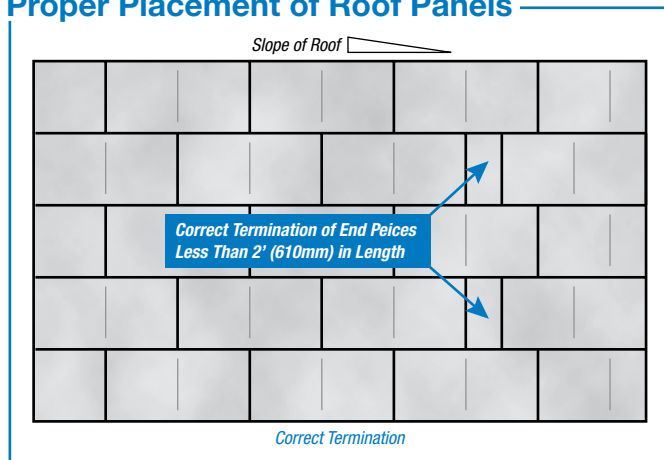 Proper Placement of Roof Panels
Slope of Roof
Correct Termination of End Peices
Less Than 2' (610mm) in Length
Correct Termination